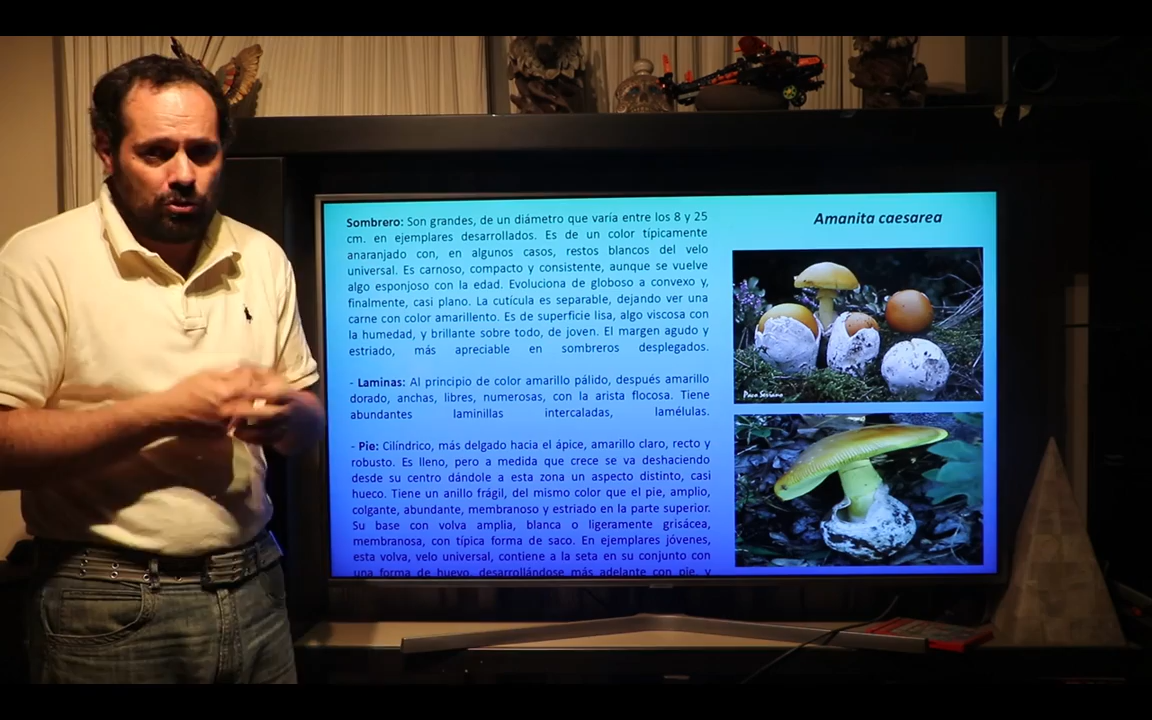 Amanita caesarea
Sombrero: Son grandes, de un diámetro que varía entre los 8 y 25
cm. en ejemplares desarrollados. Es de un color típicamente
anaranjado con, en algunos casos, restos blancos del velo
universal. Es carnoso, compacto y consistente, aunque se vuelve
algo esponjoso con la edad. Evoluciona de globoso a convexo y,
finalmente, casi plano. La cutícula es separable, dejando ver una
carne con color amarillento. Es de superficie lisa, algo viscosa con
la humedad, y brillante sobre todo, de joven. El margen agudo y
estriado, más apreciable en sombreros desplegados.
- Laminas: Al principio de color amarillo pálido, después amarillo
dorado, anchas, libres, numerosas, con la arista flocosa. Tiene
abundantes laminillas intercaladas, lamélulas.
- Pie: Cilíndrico, más delgado hacia el ápice, amarillo claro, recto y
robusto. Es lleno, pero a medida que crece se va deshaciendo
desde su centro dándole a esta zona un aspecto distinto, casi
hueco. Tiene un anillo frágil, del mismo color que el pie, amplio,
colgante, abundante, membranoso y estriado en la parte superior.
Su base con volva amplia, blanca o ligeramente grisácea,
membranosa, con típica forma de saco. En ejemplares jóvenes,
esta volva, velo universal, contiene a la seta en su conjunto con
una forma de huevo, desarrollándose más adelante con pie, y